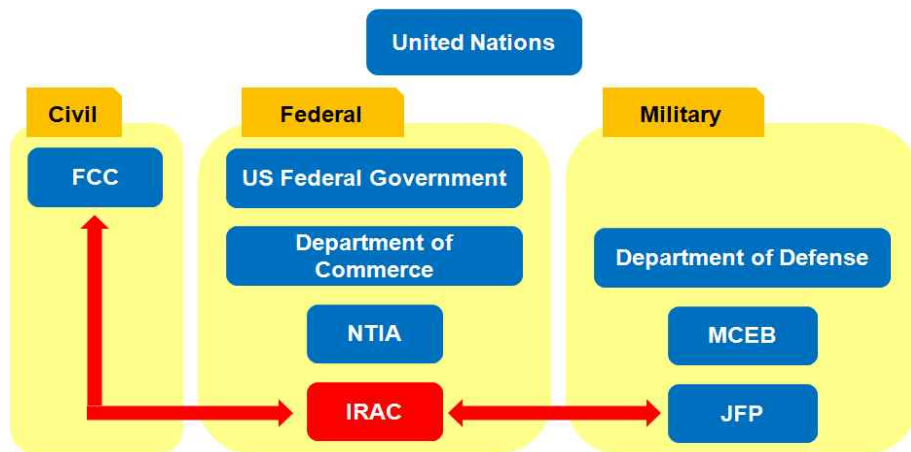 United Nations
Civil
Federal
Military
FCC
US Federal Government
Department of
Commerce
Department of Defense
NTIA
MCEB
IRAC
JFP